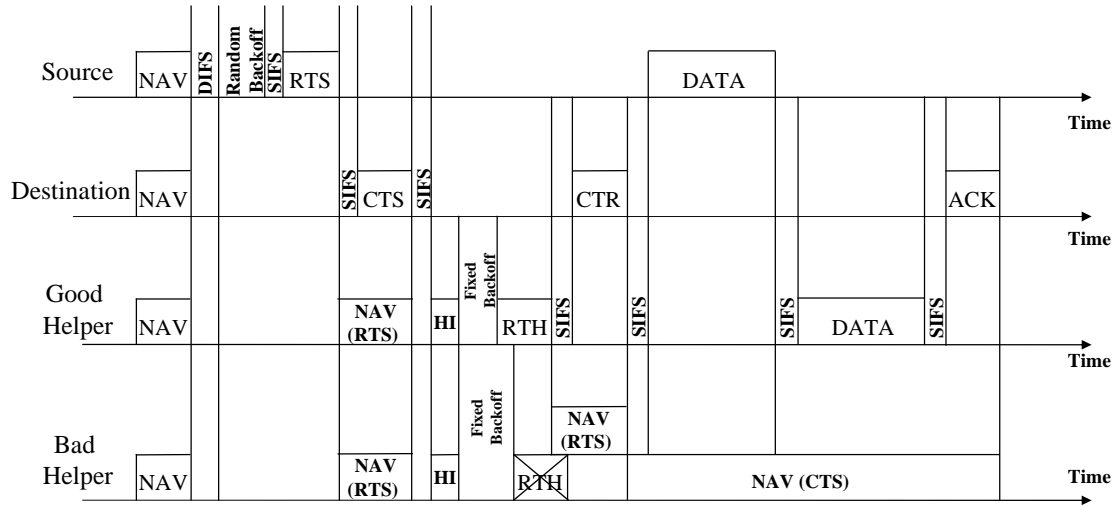 Source
NAV
DIFS
Random
Backoff
SIFS
RTS
DATA
Time
Destination
NAV
SIFS
CTS
SIFS
CTR
ACK
Time
Good
Helper
NAV
NAV
(RTS)
HI
Fixed
Backoff
RTH
SIFS
SIFS
SIFS
DATA
SIFS
Time
Bad
Helper
NAV
NAV
(RTS)
HI
Fixed
Backoff
RTH
NAV
(RTS)
NAV (CTS)
Time